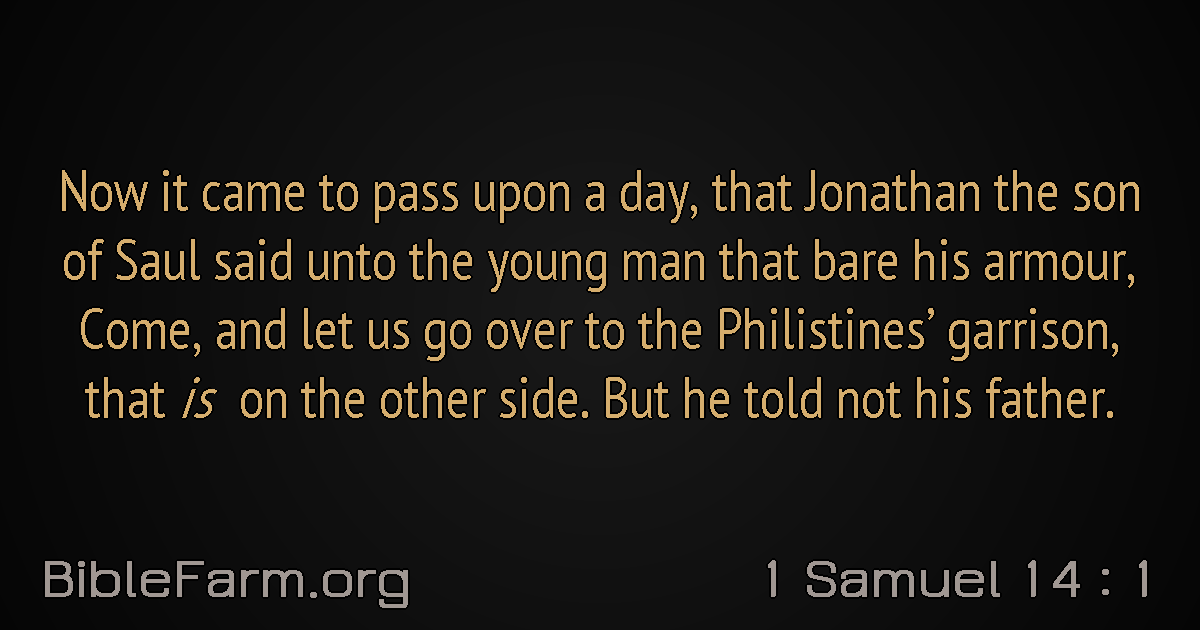 Now it came to pass upon a day, that Jonathan the son
of Saul said unto the young man that bare his armour,
Come, and let us go over to the Philistines’ garrison,
that is on the other side. But he told not his father.
BibleFarm.org
1 Samuel 14 : 1